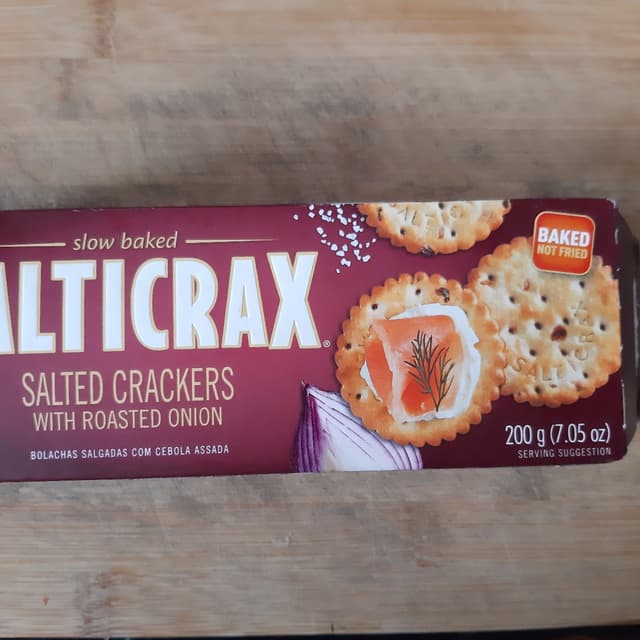 slow baked
ALTICRAX®
SALTED CRACKERS
WITH ROASTED ONION
BOLACHAS SALGADAS COM CEBOLA ASSADA
BAKED
NOT FRIED
SALTICRAX
200 g (7.05 oz)
SERVING SUGGESTION